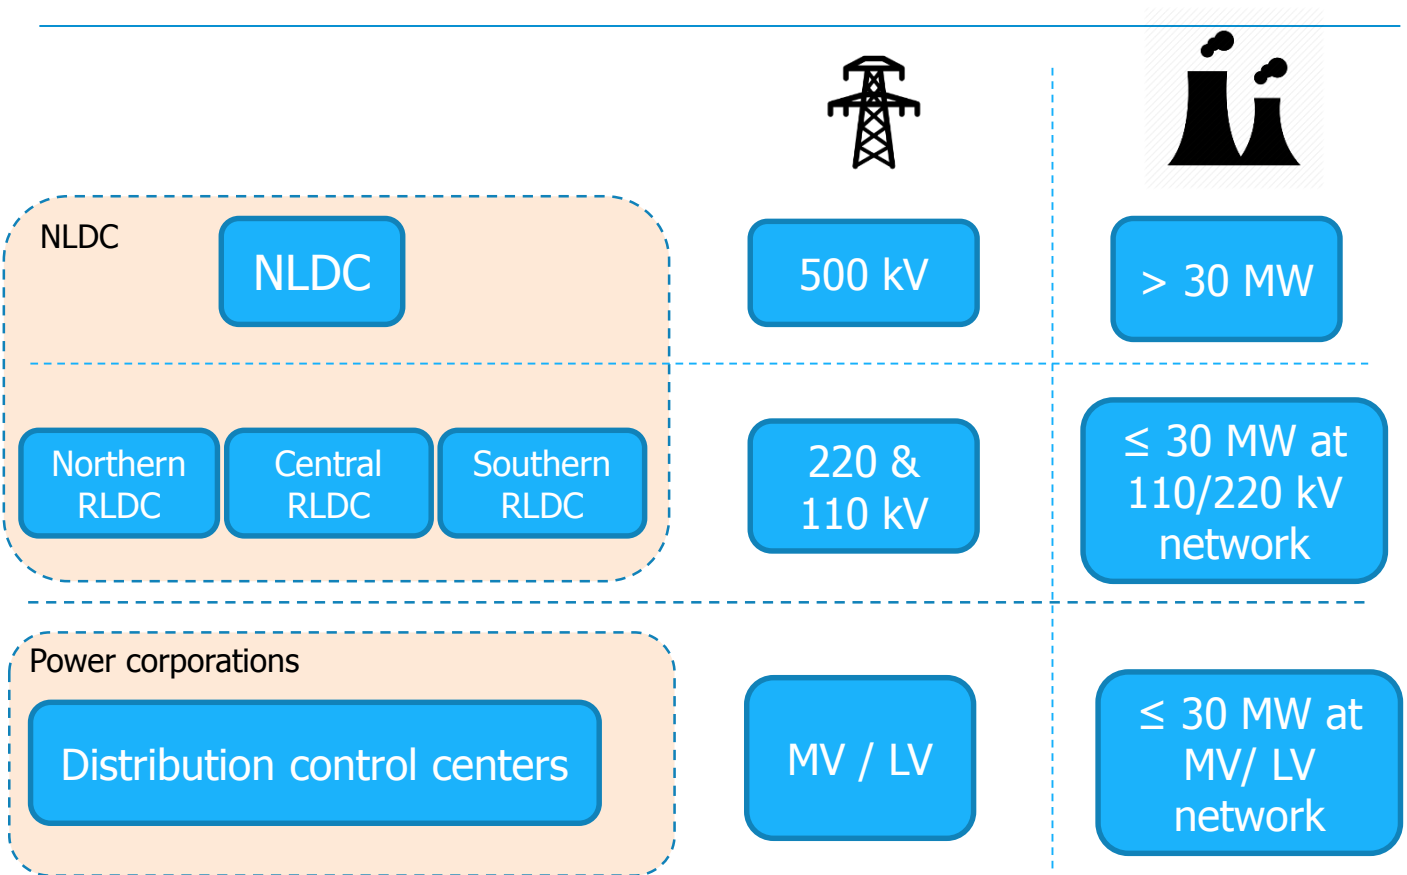 NLDC
NLDC
500 kV
> 30 MW
Northern
RLDC
Central
RLDC
Southern
RLDC
220 &
110 kV
≤ 30 MW at
110/220 kV
network
Power corporations
Distribution control centers
MV / LV
≤ 30 MW at
MV/ LV
network